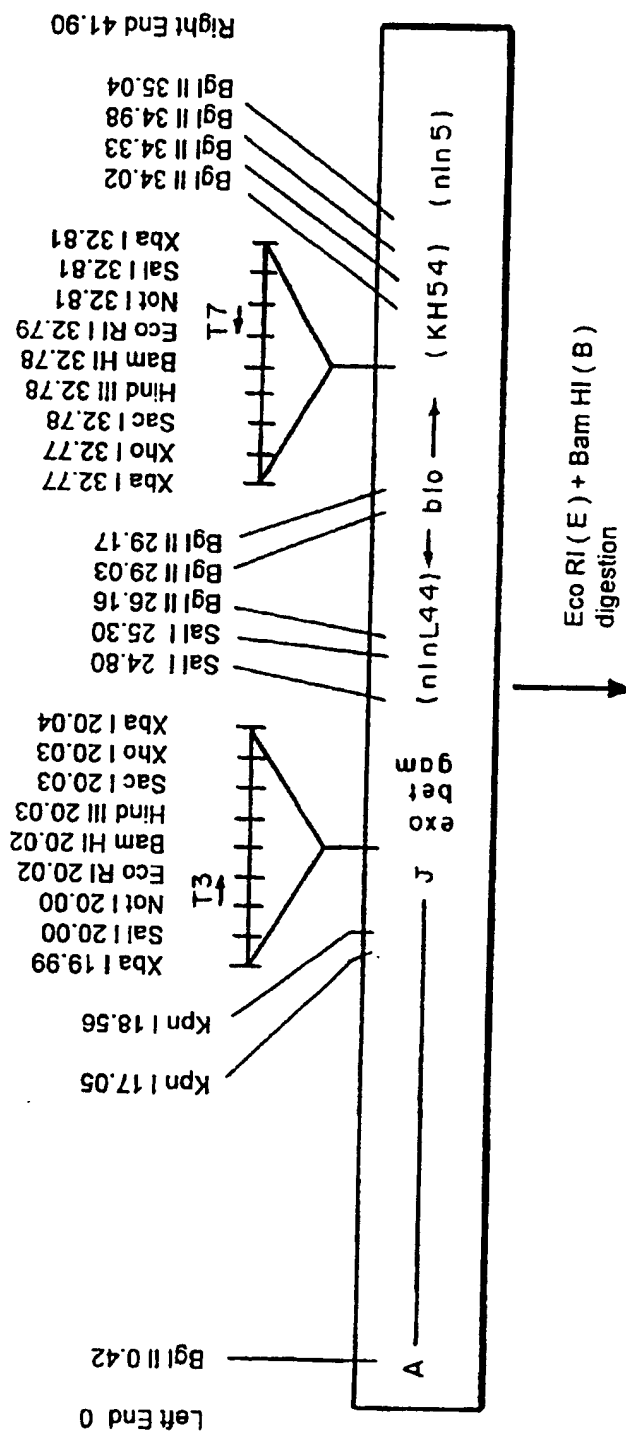 Left End 0
Bgl II 0.42
Kpn I 17.05
Kpn I 18.56
Xba I 19.99
Sal I 20.00
Not I 20.00
Eco RI 20.02
Bam HI 20.02
Hind III 20.03
Sac I 20.03
Xho I 20.03
Xba I 20.04
T3
Sal I 24.80
Sal I 25.30
Bgl II 26.16
Bgl II 29.03
Bgl II 29.17
Xba I 32.77
Xho I 32.77
Sac I 32.78
Hind III 32.78
Bam HI 32.78
Eco RI 32.79
Not I 32.81
Sal I 32.81
Xba I 32.81
T7
Bgl II 34.02
Bgl II 34.33
Bgl II 34.98
Bgl II 35.04
Right End 41.90
A
J
exo
bet
gam
(nInL44)
bio
(KH54)
(nIn5)
Eco RI (E) + Bam HI (B)
digestion